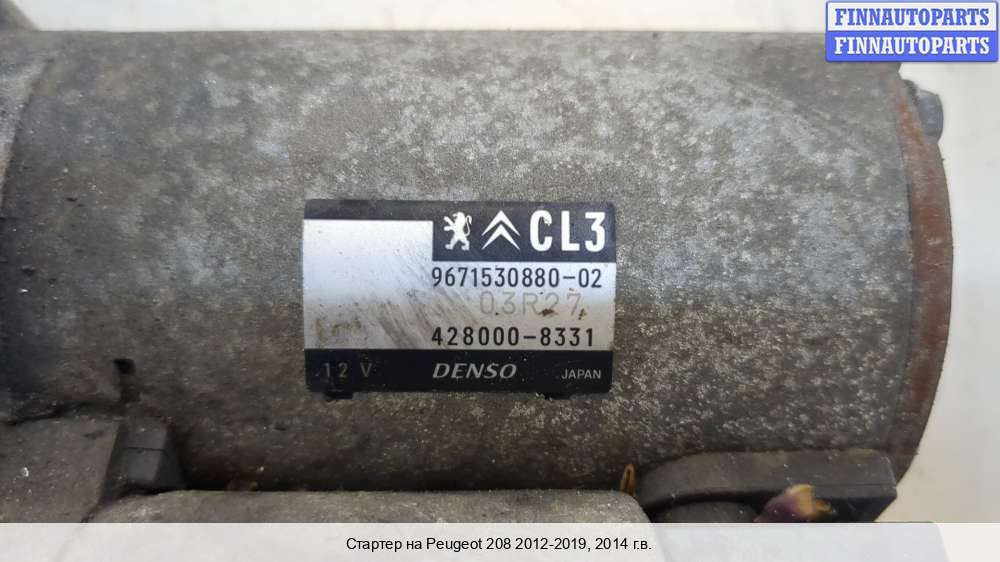 FINNAUTOPARTS
FINNAUTOPARTS
CL3
9671530880-02
03R27
428000-8331
12 V DENSO JAPAN
Стартер на Peugeot 208 2012-2019, 2014 г.в.